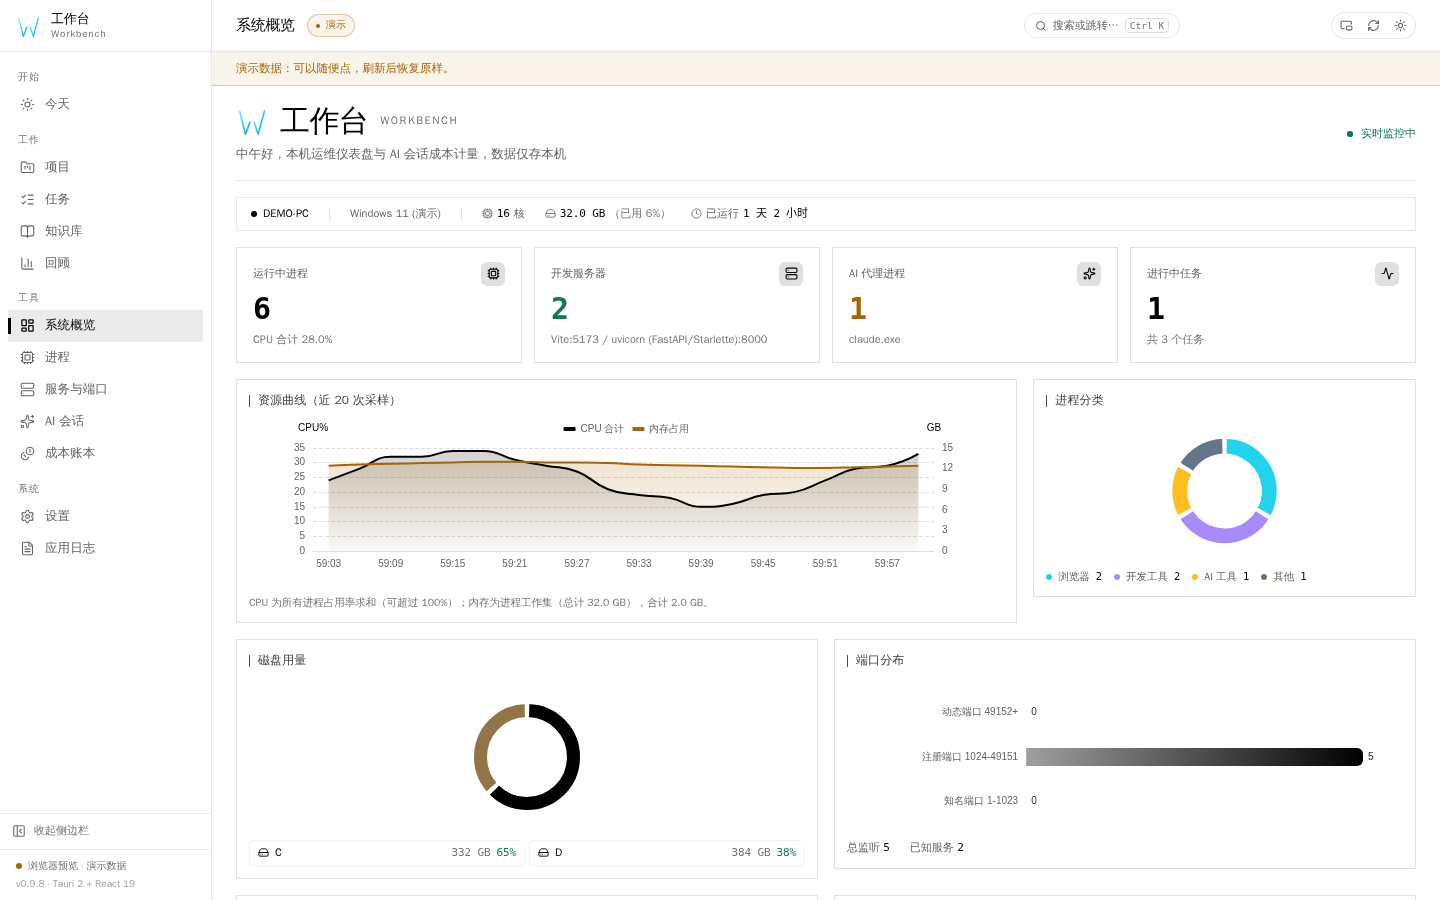 工作台
Workbench
开始
今天
工作
项目
任务
知识库
回顾
工具
系统概览
进程
服务与端口
AI 会话
成本账本
系统
设置
应用日志
收起侧边栏
浏览器预览 · 演示数据
v0.9.8 · Tauri 2 + React 19
系统概览 演示 搜索或跳转… Ctrl K
演示数据：可以随便点，刷新后恢复原样。
工作台 WORKBENCH
中午好，本机运维仪表盘与 AI 会话成本计量，数据仅存本机
实时监控中
DEMO-PC Windows 11 (演示) 16 核 32.0 GB （已用 6%） 已运行 1 天 2 小时
运行中进程
6
CPU 合计 28.0%
开发服务器
2
Vite:5173 / uvicorn (FastAPI/Starlette):8000
AI 代理进程
1
claude.exe
进行中任务
1
共 3 个任务
资源曲线（近 20 次采样）
CPU% CPU 合计 内存占用 GB
35 15
30 12
25
20 9
15 6
10
5 3
0 0
59:03 59:09 59:15 59:21 59:27 59:33 59:39 59:45 59:51 59:57
CPU 为所有进程占用率求和（可超过 100%）；内存为进程工作集（总计 32.0 GB），合计 2.0 GB。
进程分类
浏览器 2 开发工具 2 AI 工具 1 其他 1
磁盘用量
C 332 GB 65% D 384 GB 38%
端口分布
动态端口 49152+ 0
注册端口 1024-49151 5
知名端口 1-1023 0
总监听 5 已知服务 2